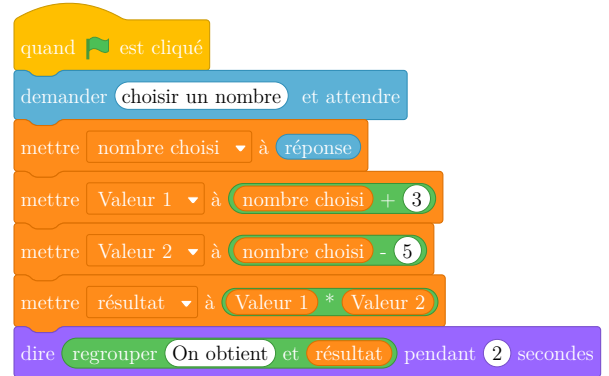 quand est cliqué
demander choisir un nombre et attendre
mettre nombre choisi à réponse
mettre Valeur 1 à nombre choisi + 3
mettre Valeur 2 à nombre choisi - 5
mettre résultat à Valeur 1 * Valeur 2
dire regrouper On obtient et résultat pendant 2 secondes